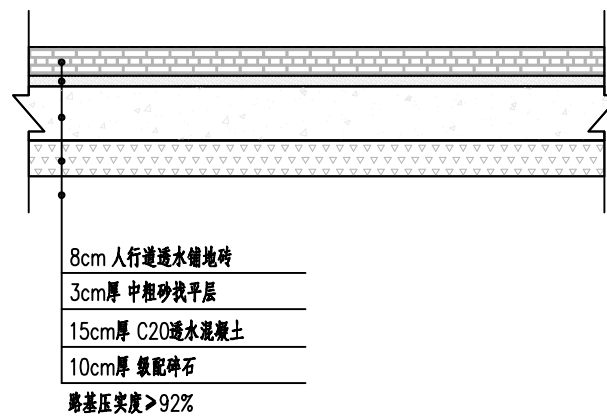 8cm 人行道透水铺地砖
3cm厚 中粗砂找平层
15cm厚 C20透水混凝土
10cm厚 级配碎石
路基压实度>92%